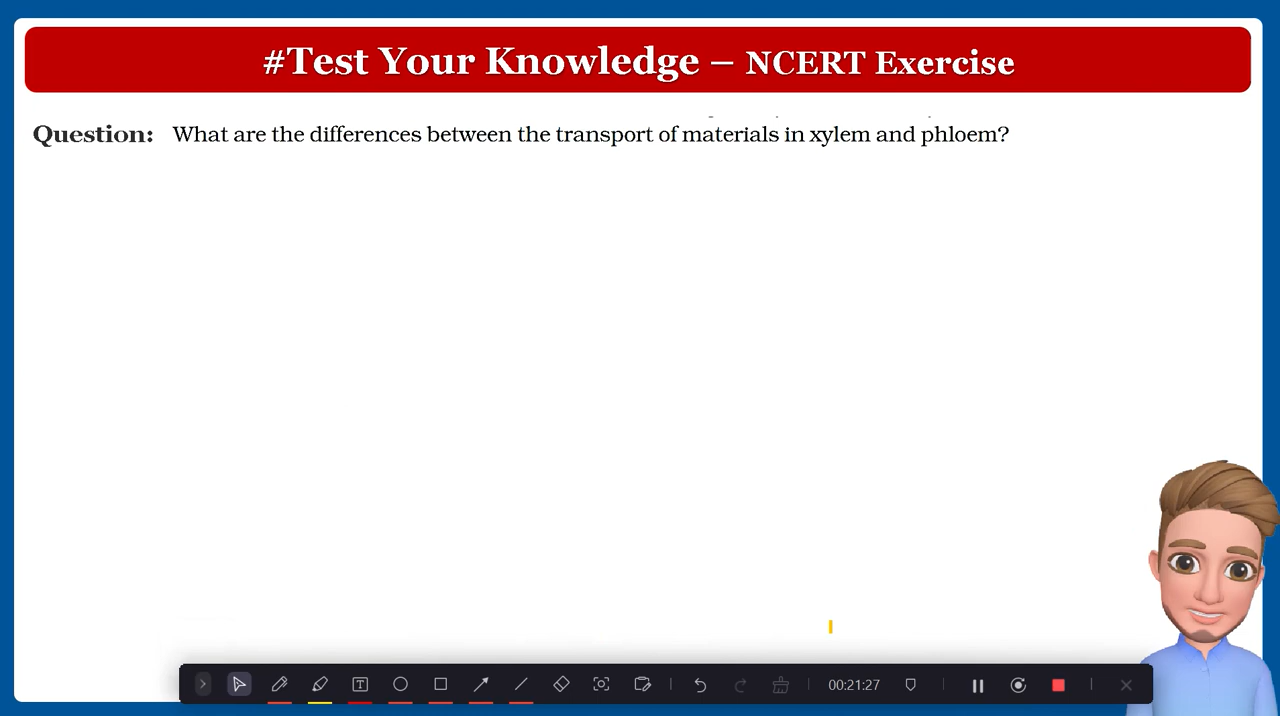 #Test Your Knowledge – NCERT Exercise
Question: What are the differences between the transport of materials in xylem and phloem?
00:21:27